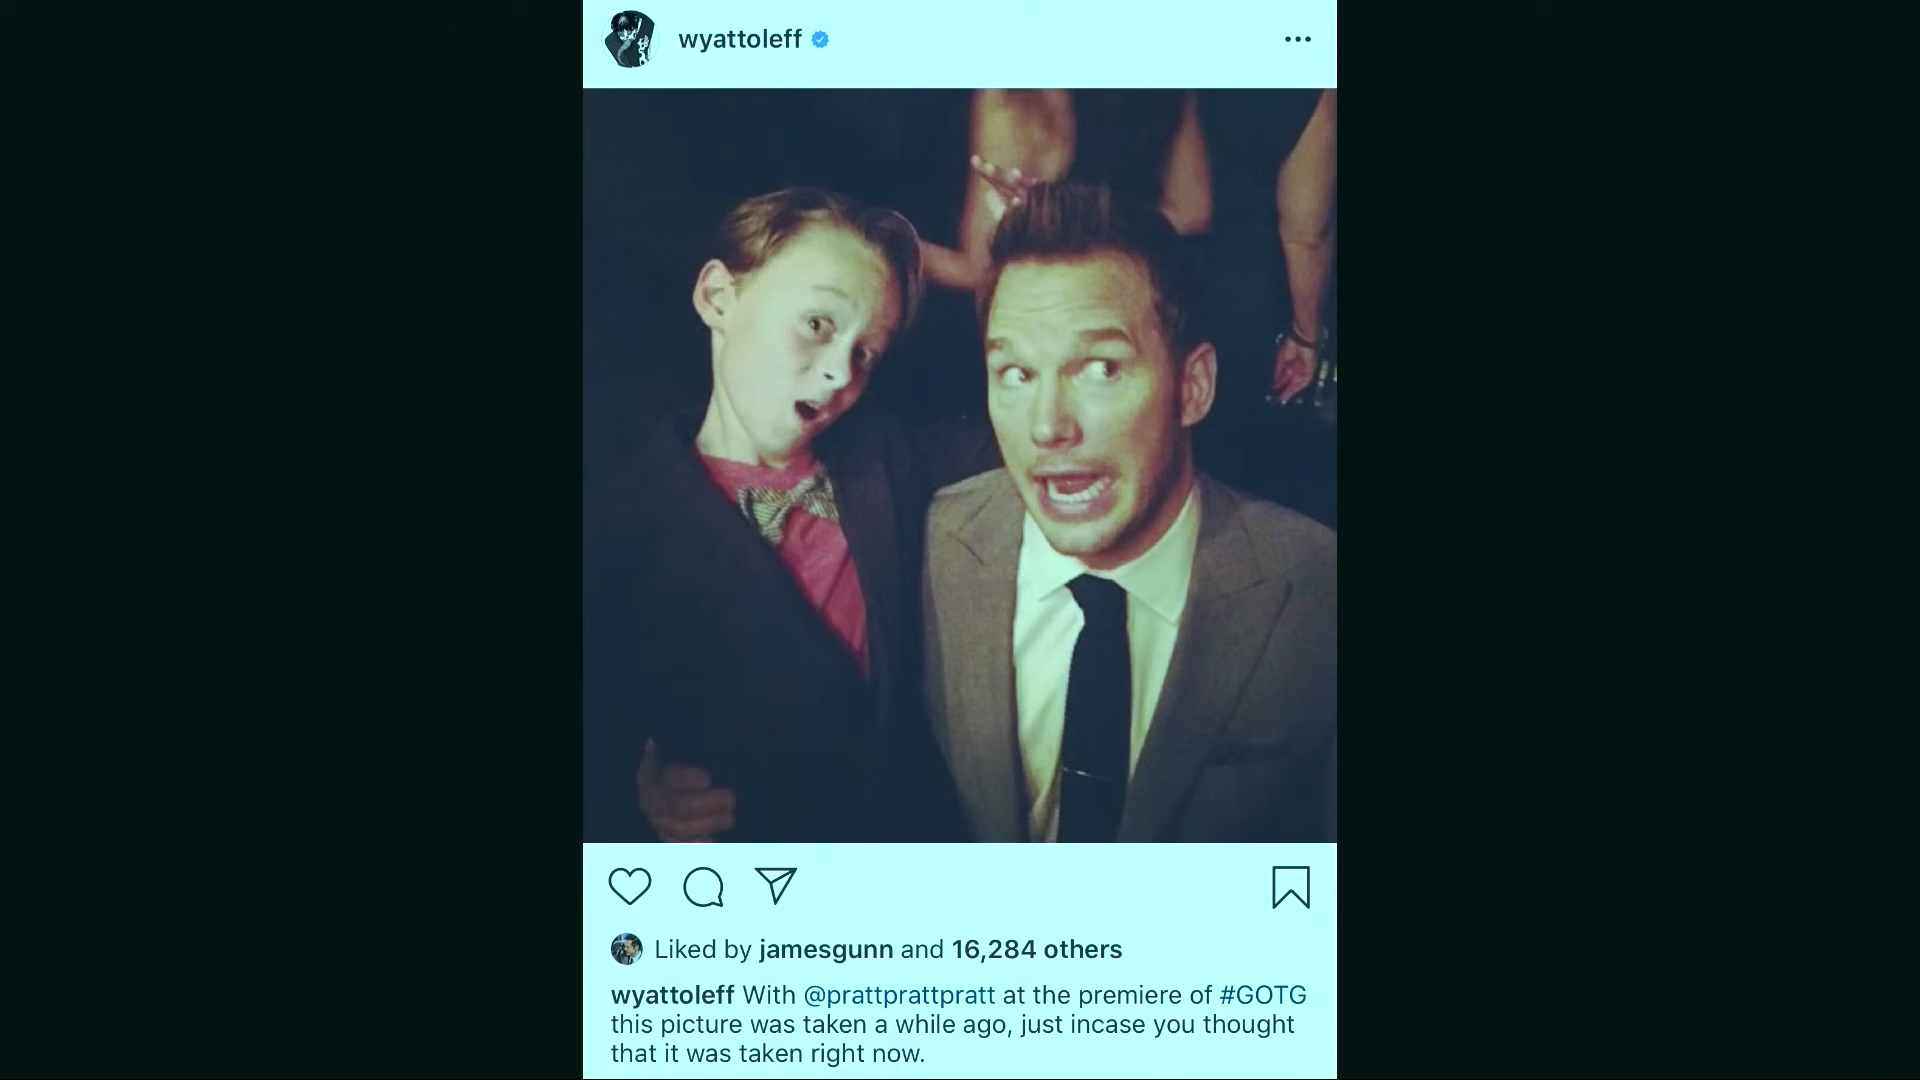 wyattoleff
Liked by jamesgunn and 16,284 others
wyattoleff With @prattprattpratt at the premiere of #GOTG
this picture was taken a while ago, just incase you thought
that it was taken right now.